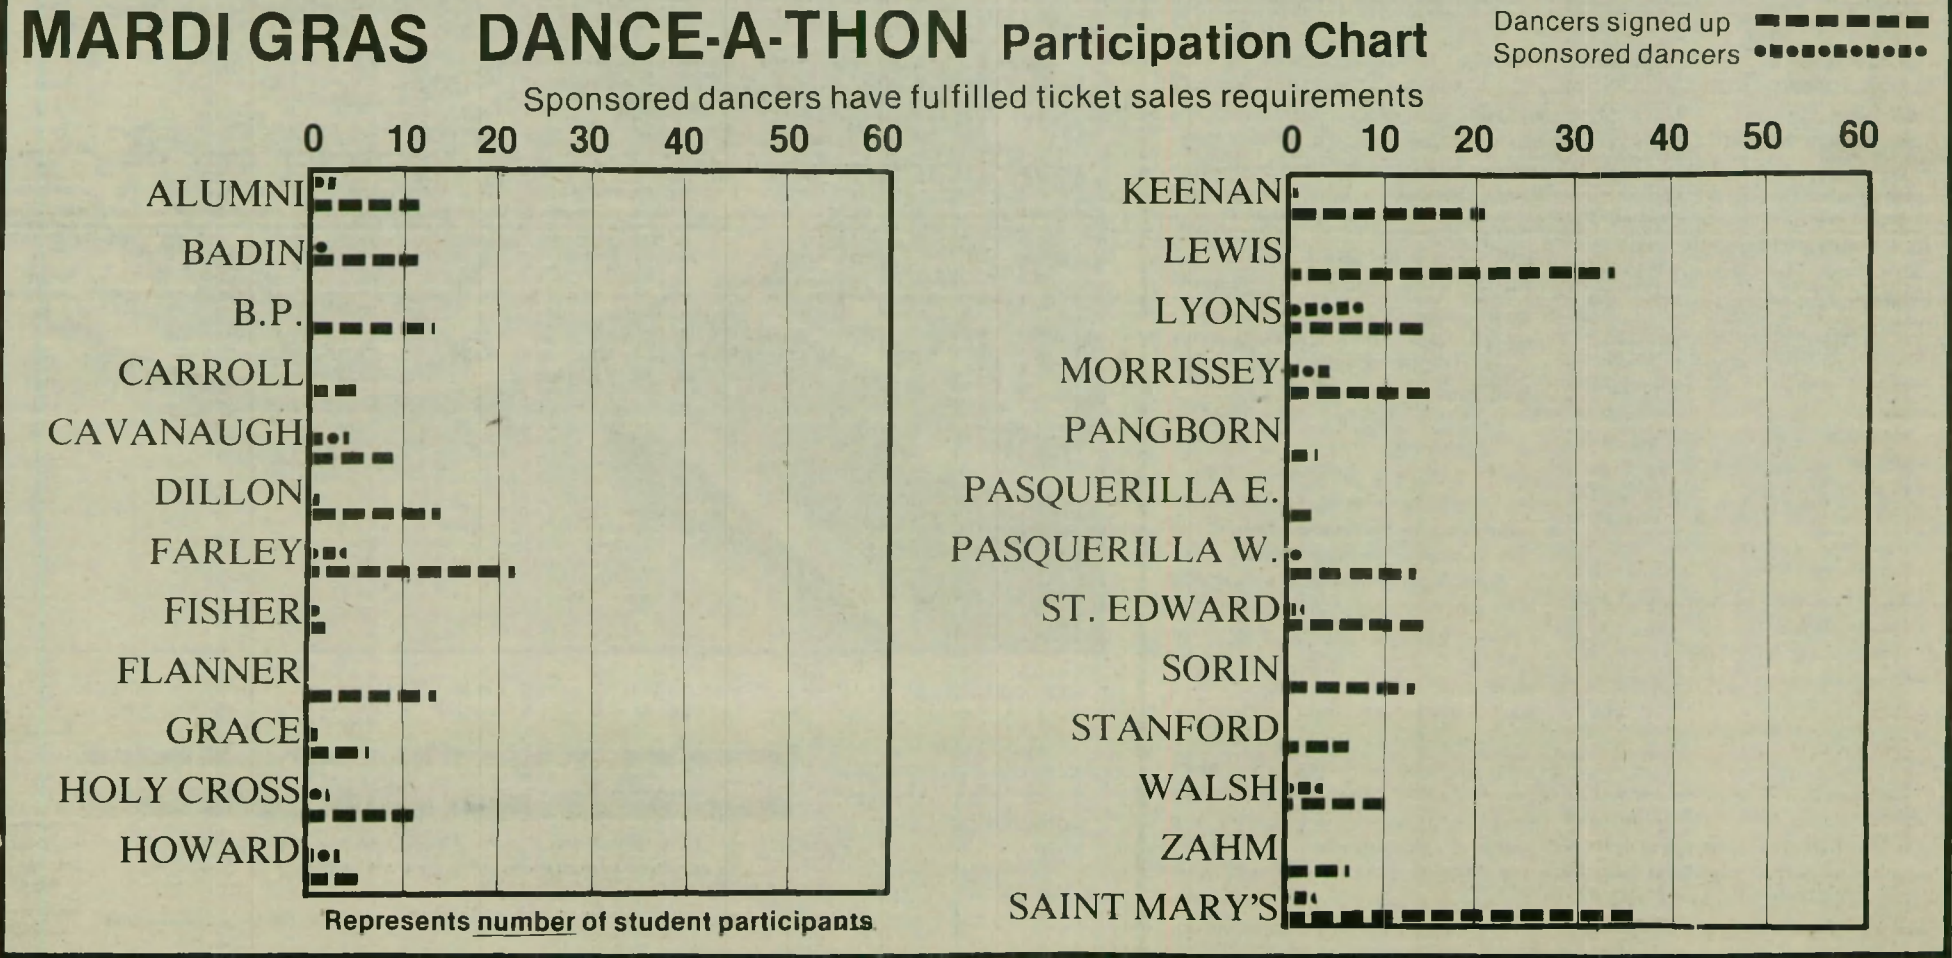 MARDI GRAS DANCE-A-THON Participation Chart
Dancers signed up
Sponsored dancers
Sponsored dancers have fulfilled ticket sales requirements
0 10 20 30 40 50 60
ALUMNI
BADIN
B.P.
CARROLL
CAVANAUGH
DILLON
FARLEY
FISHER
FLANNER
GRACE
HOLY CROSS
HOWARD
Represents number of student participants
0 10 20 30 40 50 60
KEENAN
LEWIS
LYONS
MORRISSEY
PANGBORN
PASQUERILLA E.
PASQUERILLA W.
ST. EDWARD
SORIN
STANFORD
WALSH
ZAHM
SAINT MARY'S